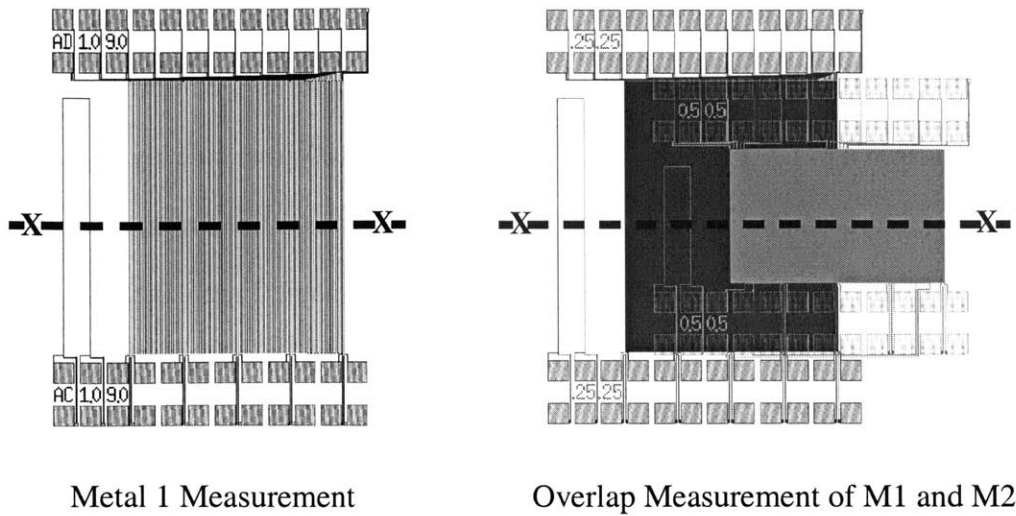 AD 1.0 9.0
.25 .25
0.5 0.5
X X
X X
0.5 0.5
AC 1.0 9.0
.25 .25
Metal 1 Measurement
Overlap Measurement of M1 and M2